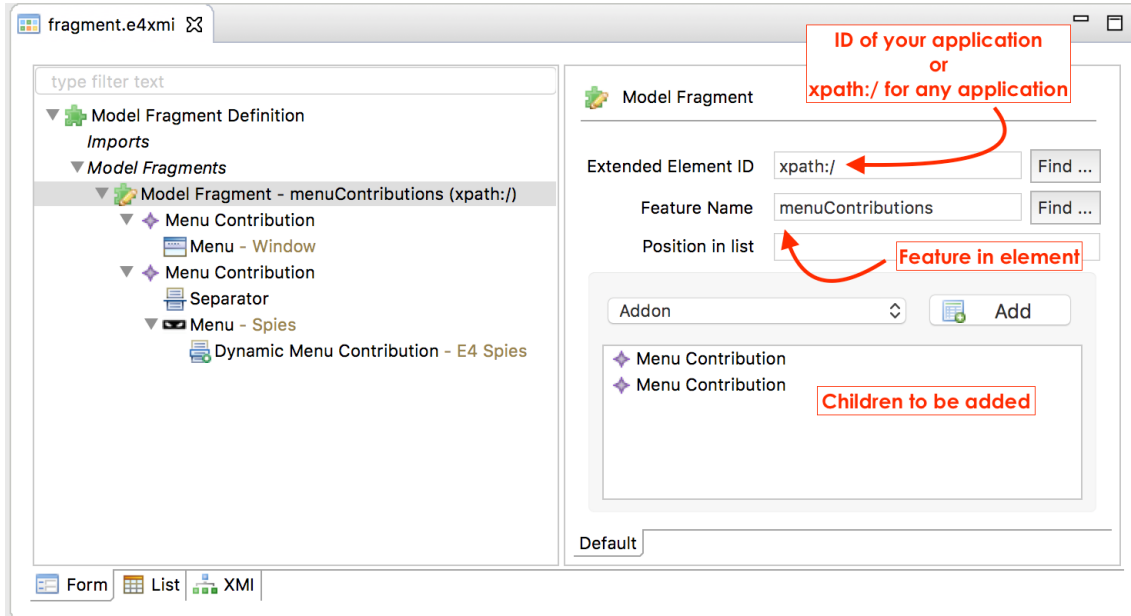 fragment.e4xmi
ID of your application
or
xpath:/ for any application
type filter text
Model Fragment Definition
Imports
Model Fragments
Model Fragment - menuContributions (xpath:/)
Menu Contribution
Menu - Window
Menu Contribution
Separator
Menu - Spies
Dynamic Menu Contribution - E4 Spies
Model Fragment
Extended Element ID xpath:/ Find ...
Feature Name menuContributions Find ...
Position in list
Feature in element
Addon Add
Menu Contribution
Menu Contribution
Children to be added
Default
Form List XMI